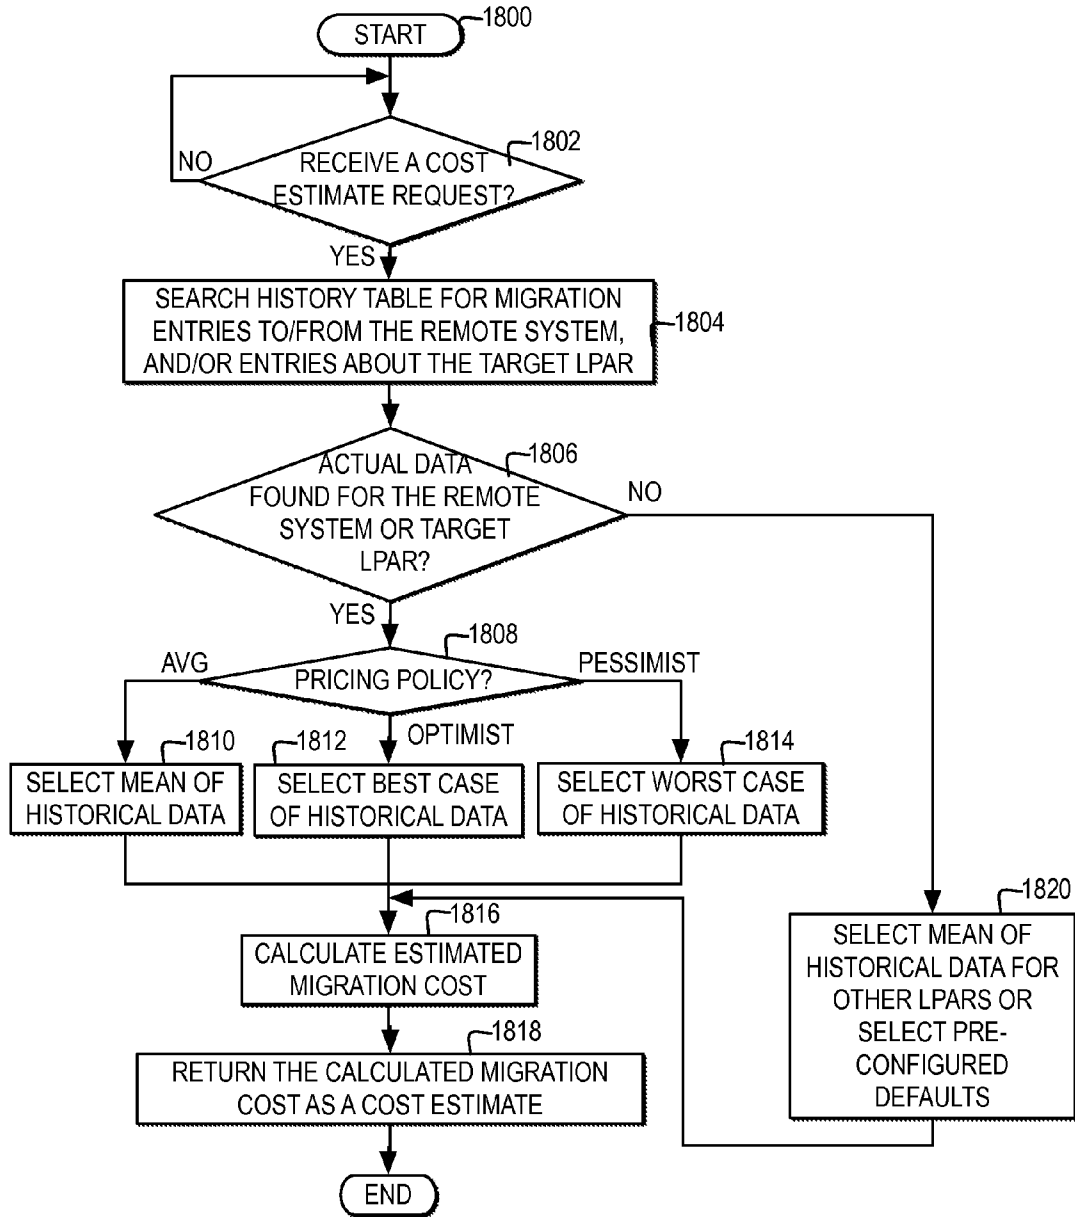 1800
START
1802
NO
RECEIVE A COST
ESTIMATE REQUEST?
YES
SEARCH HISTORY TABLE FOR MIGRATION
ENTRIES TO/FROM THE REMOTE SYSTEM,
AND/OR ENTRIES ABOUT THE TARGET LPAR
1804
1806
ACTUAL DATA
FOUND FOR THE REMOTE
SYSTEM OR TARGET
LPAR?
NO
YES
1808
AVG
PRICING POLICY?
PESSIMIST
OPTIMIST
1810
SELECT MEAN OF
HISTORICAL DATA
1812
SELECT BEST CASE
OF HISTORICAL DATA
1814
SELECT WORST CASE
OF HISTORICAL DATA
1816
CALCULATE ESTIMATED
MIGRATION COST
1820
SELECT MEAN OF
HISTORICAL DATA FOR
OTHER LPARS OR
SELECT PRE-
CONFIGURED
DEFAULTS
1818
RETURN THE CALCULATED MIGRATION
COST AS A COST ESTIMATE
END